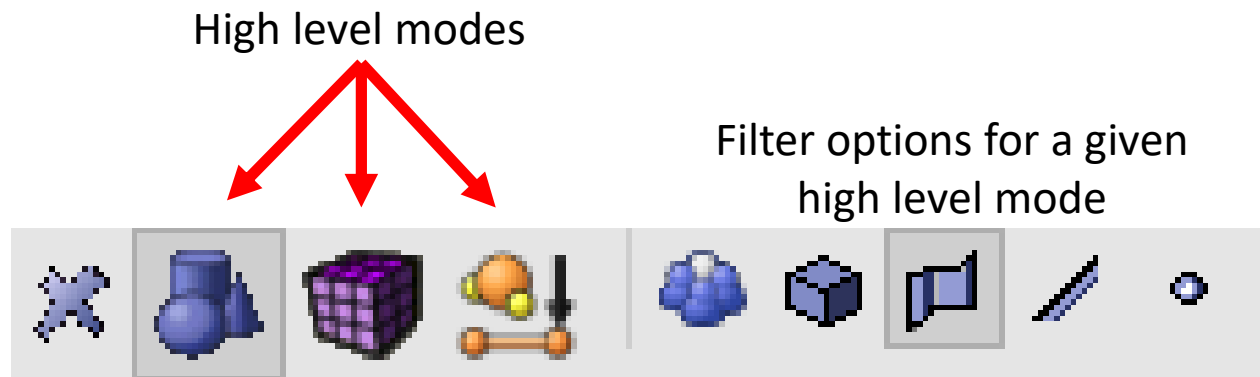 High level modes
Filter options for a given
high level mode